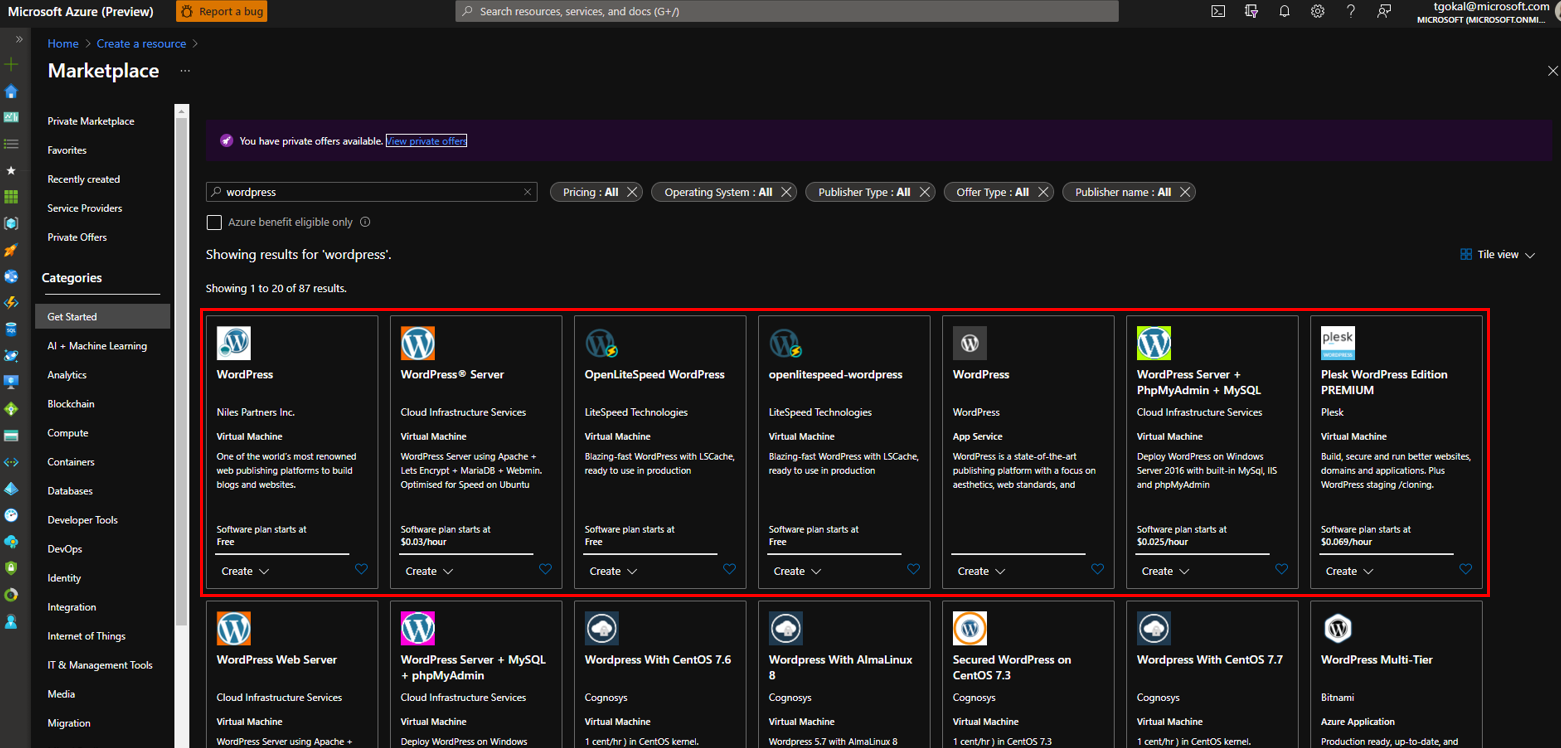 Microsoft Azure (Preview)
Report a bug
Search resources, services, and docs (G+/)
tgokal@microsoft.com
MICROSOFT (MICROSOFT.ONMI...
Home > Create a resource >
Marketplace ...
Private Marketplace
Favorites
Recently created
Service Providers
Private Offers
Categories
Get Started
AI + Machine Learning
Analytics
Blockchain
Compute
Containers
Databases
Developer Tools
DevOps
Identity
Integration
Internet of Things
IT & Management Tools
Media
Migration
You have private offers available. View private offers
wordpress
Pricing : All
Operating System : All
Publisher Type : All
Offer Type : All
Publisher name : All
Azure benefit eligible only
Showing results for 'wordpress'.
Tile view
Showing 1 to 20 of 87 results.
WordPress
Niles Partners Inc.
Virtual Machine
One of the world's most renowned
web publishing platforms to build
blogs and websites.
Software plan starts at
Free
Create
WordPress® Server
Cloud Infrastructure Services
Virtual Machine
WordPress Server using Apache +
Lets Encrypt + MariaDB + Webmin.
Optimised for Speed on Ubuntu
Software plan starts at
$0.03/hour
Create
OpenLiteSpeed WordPress
LiteSpeed Technologies
Virtual Machine
Blazing-fast WordPress with LSCache,
ready to use in production
Software plan starts at
Free
Create
openlitespeed-wordpress
LiteSpeed Technologies
Virtual Machine
Blazing-fast WordPress with LSCache,
ready to use in production
Software plan starts at
Free
Create
WordPress
WordPress
App Service
WordPress is a state-of-the-art
publishing platform with a focus on
aesthetics, web standards, and
Create
WordPress Server +
PhpMyAdmin + MySQL
Cloud Infrastructure Services
Virtual Machine
Deploy WordPress on Windows
Server 2016 with built-in MySql, IIS
and phpMyAdmin
Software plan starts at
$0.025/hour
Create
plesk
WORDPRESS
Plesk WordPress Edition
PREMIUM
Plesk
Virtual Machine
Build, secure and run better websites,
domains and applications. Plus
WordPress staging /cloning.
Software plan starts at
$0.069/hour
Create
WordPress Web Server
Cloud Infrastructure Services
Virtual Machine
WordPress Server using Apache +
WordPress Server + MySQL
+ phpMyAdmin
Cloud Infrastructure Services
Virtual Machine
Deploy WordPress on Windows
Wordpress With CentOS 7.6
Cognosys
Virtual Machine
1 cent/hr ) in CentOS kernel.
Wordpress With AlmaLinux
8
Cognosys
Virtual Machine
Wordpress 5.7 with AlmaLinux 8
Secured WordPress on
CentOS 7.3
Cognosys
Virtual Machine
1 cent/hr ) in CentOS 7.3
Wordpress With CentOS 7.7
Cognosys
Virtual Machine
1 cent/hr ) in CentOS kernel.
WordPress Multi-Tier
Bitnami
Azure Application
Production ready, up-to-date, and